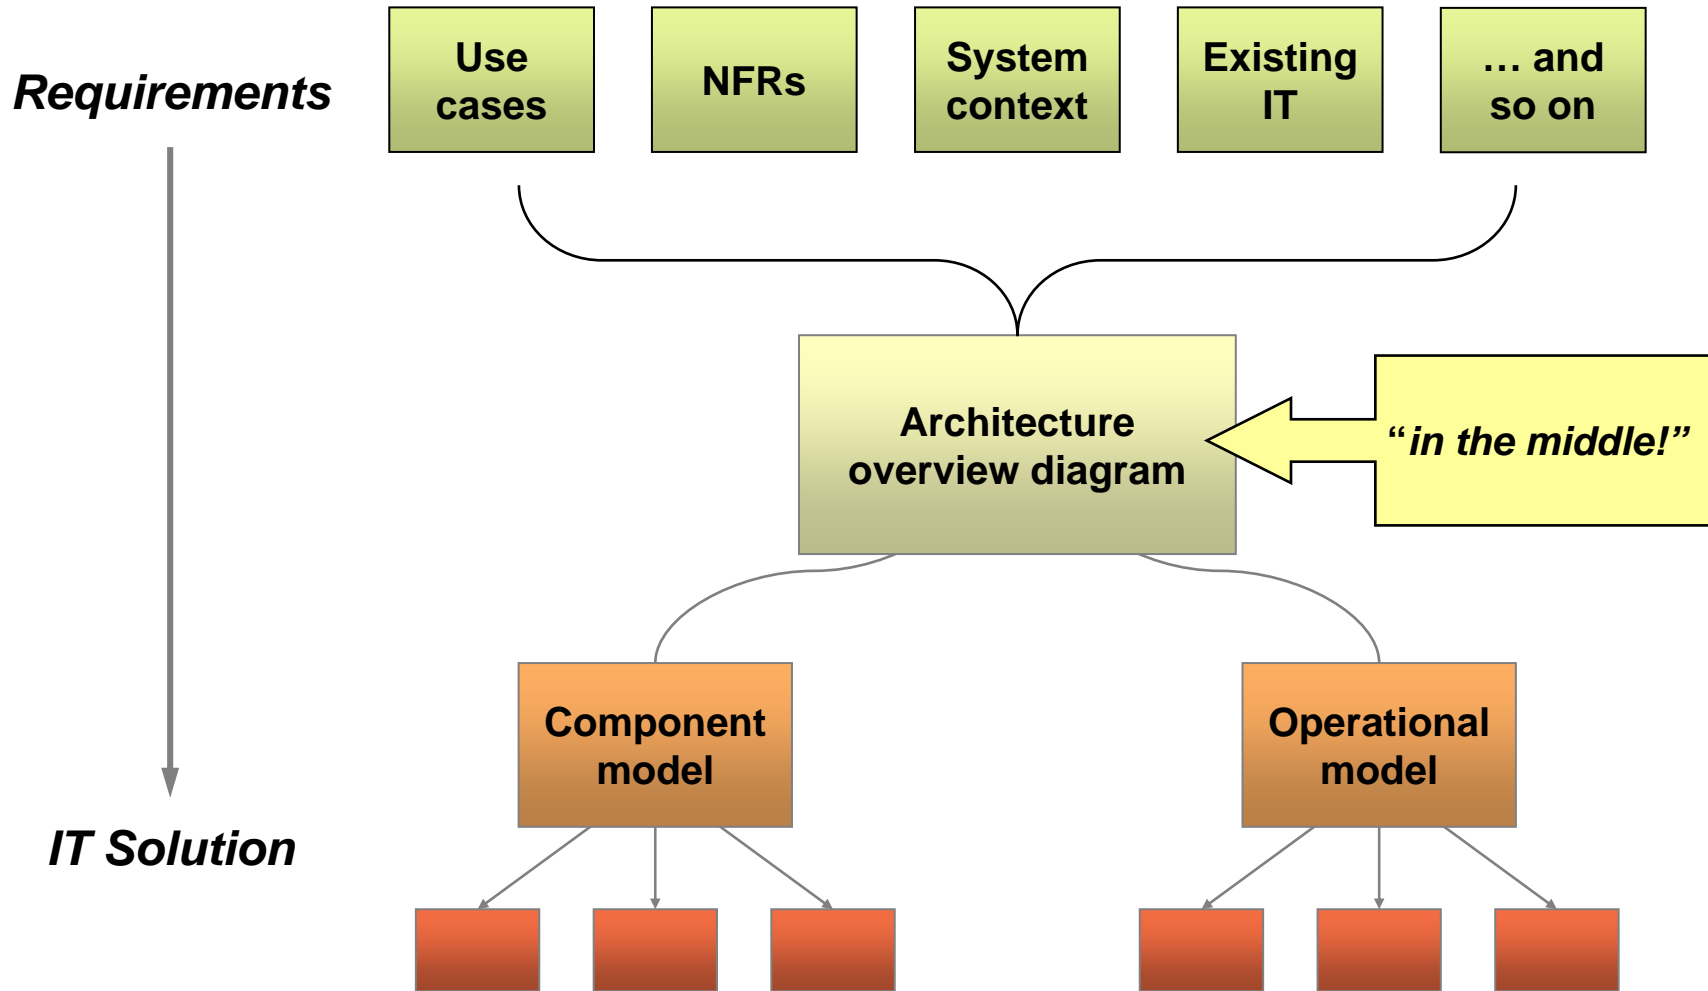 Requirements
Use
cases
NFRs
System
context
Existing
IT
… and
so on
Architecture
overview diagram
“in the middle!”
Component
model
Operational
model
IT Solution